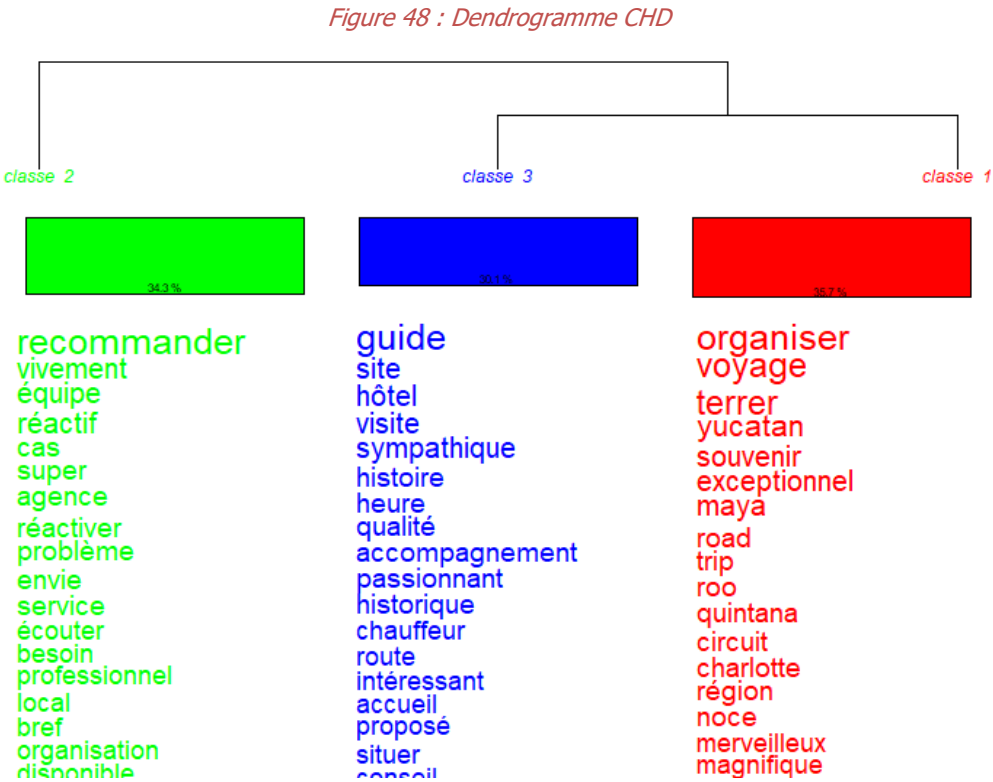 Figure 48 : Dendrogramme CHD
classe 2
classe 3
classe 1
34.3 %
30.1 %
35.7 %
recommander
vivement
équipe
réactif
cas
super
agence
réactiver
problème
envie
service
écouter
besoin
professionnel
local
bref
organisation
disponible
guide
site
hôtel
visite
sympathique
histoire
heure
qualité
accompagnement
passionnant
historique
chauffeur
route
intéressant
accueil
proposé
situer
conseil
organiser
voyage
terrer
yucatan
souvenir
exceptionnel
maya
road
trip
roo
quintana
circuit
charlotte
région
noce
merveilleux
magnifique